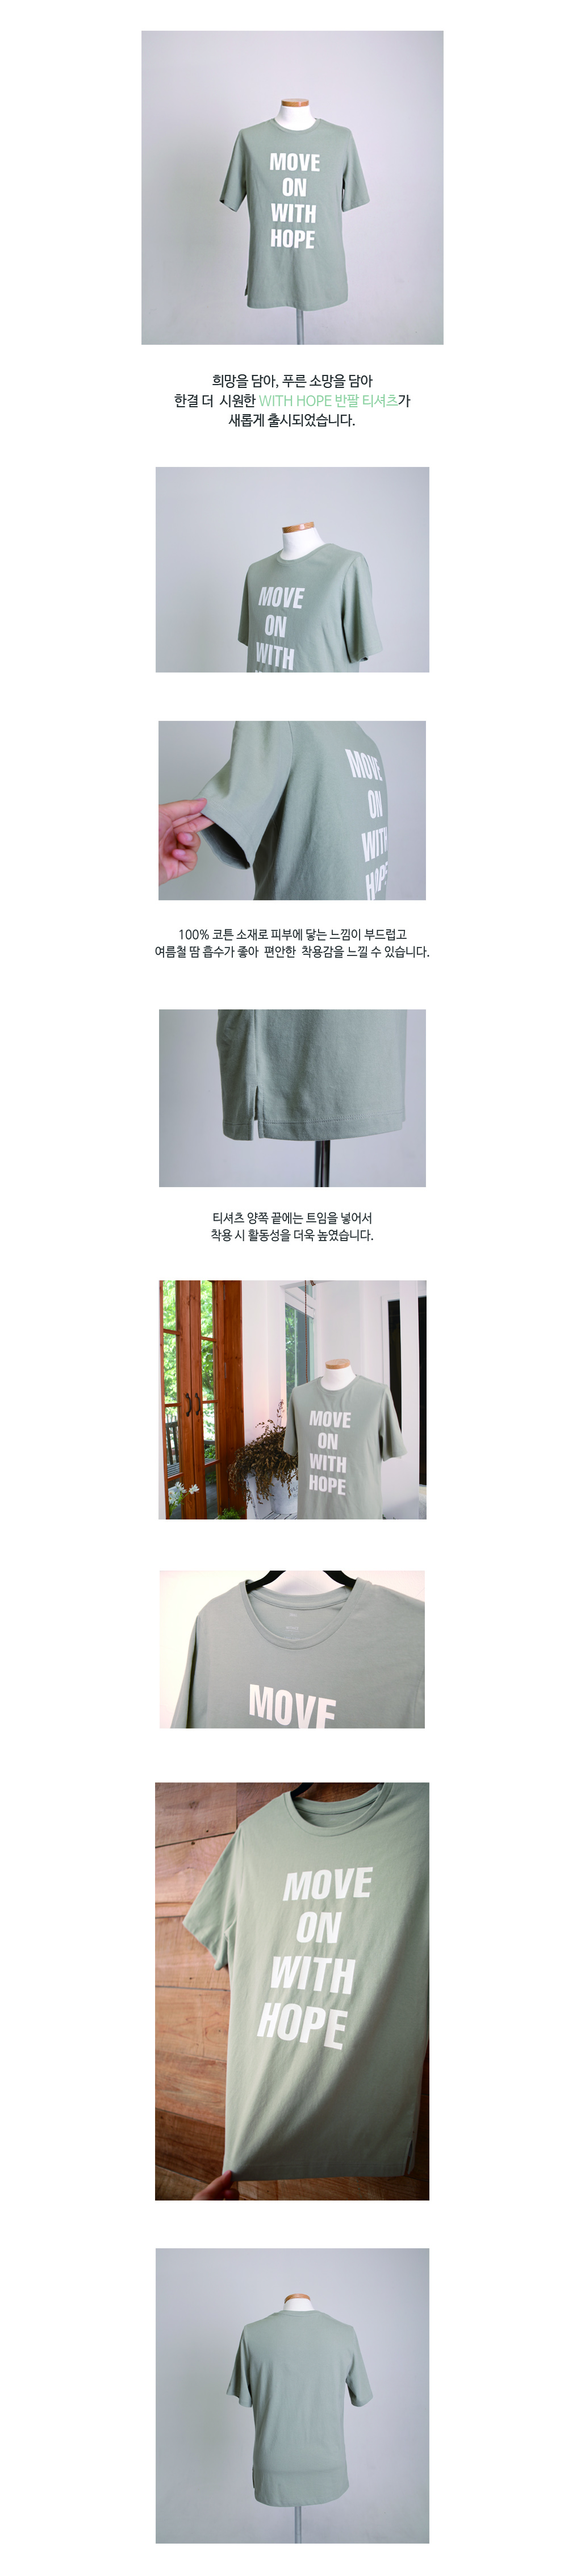 MOVE
ON
WITH
HOPE
희망을 담아, 푸른 소망을 담아
한결 더 시원한 WITH HOPE 반팔 티셔츠가
새롭게 출시되었습니다.
MOVE
ON
WITH
MOVE
ON
WITH
HOPE
100% 코튼 소재로 피부에 닿는 느낌이 부드럽고
여름철 땀 흡수가 좋아 편안한 착용감을 느낄 수 있습니다.
티셔츠 양쪽 끝에는 트임을 넣어서
착용 시 활동성을 더욱 높였습니다.
MOVE
ON
WITH
HOPE
MOVE
MOVE
ON
WITH
HOPE